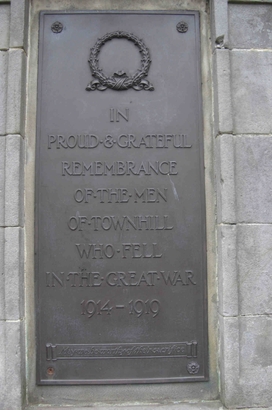 IN
PROUD·&·GRATEFUL
REMEMBRANCE
OF·THE·MEN
OF·TOWNHILL
WHO·FELL
IN·THE·GREAT·WAR
1914-1919